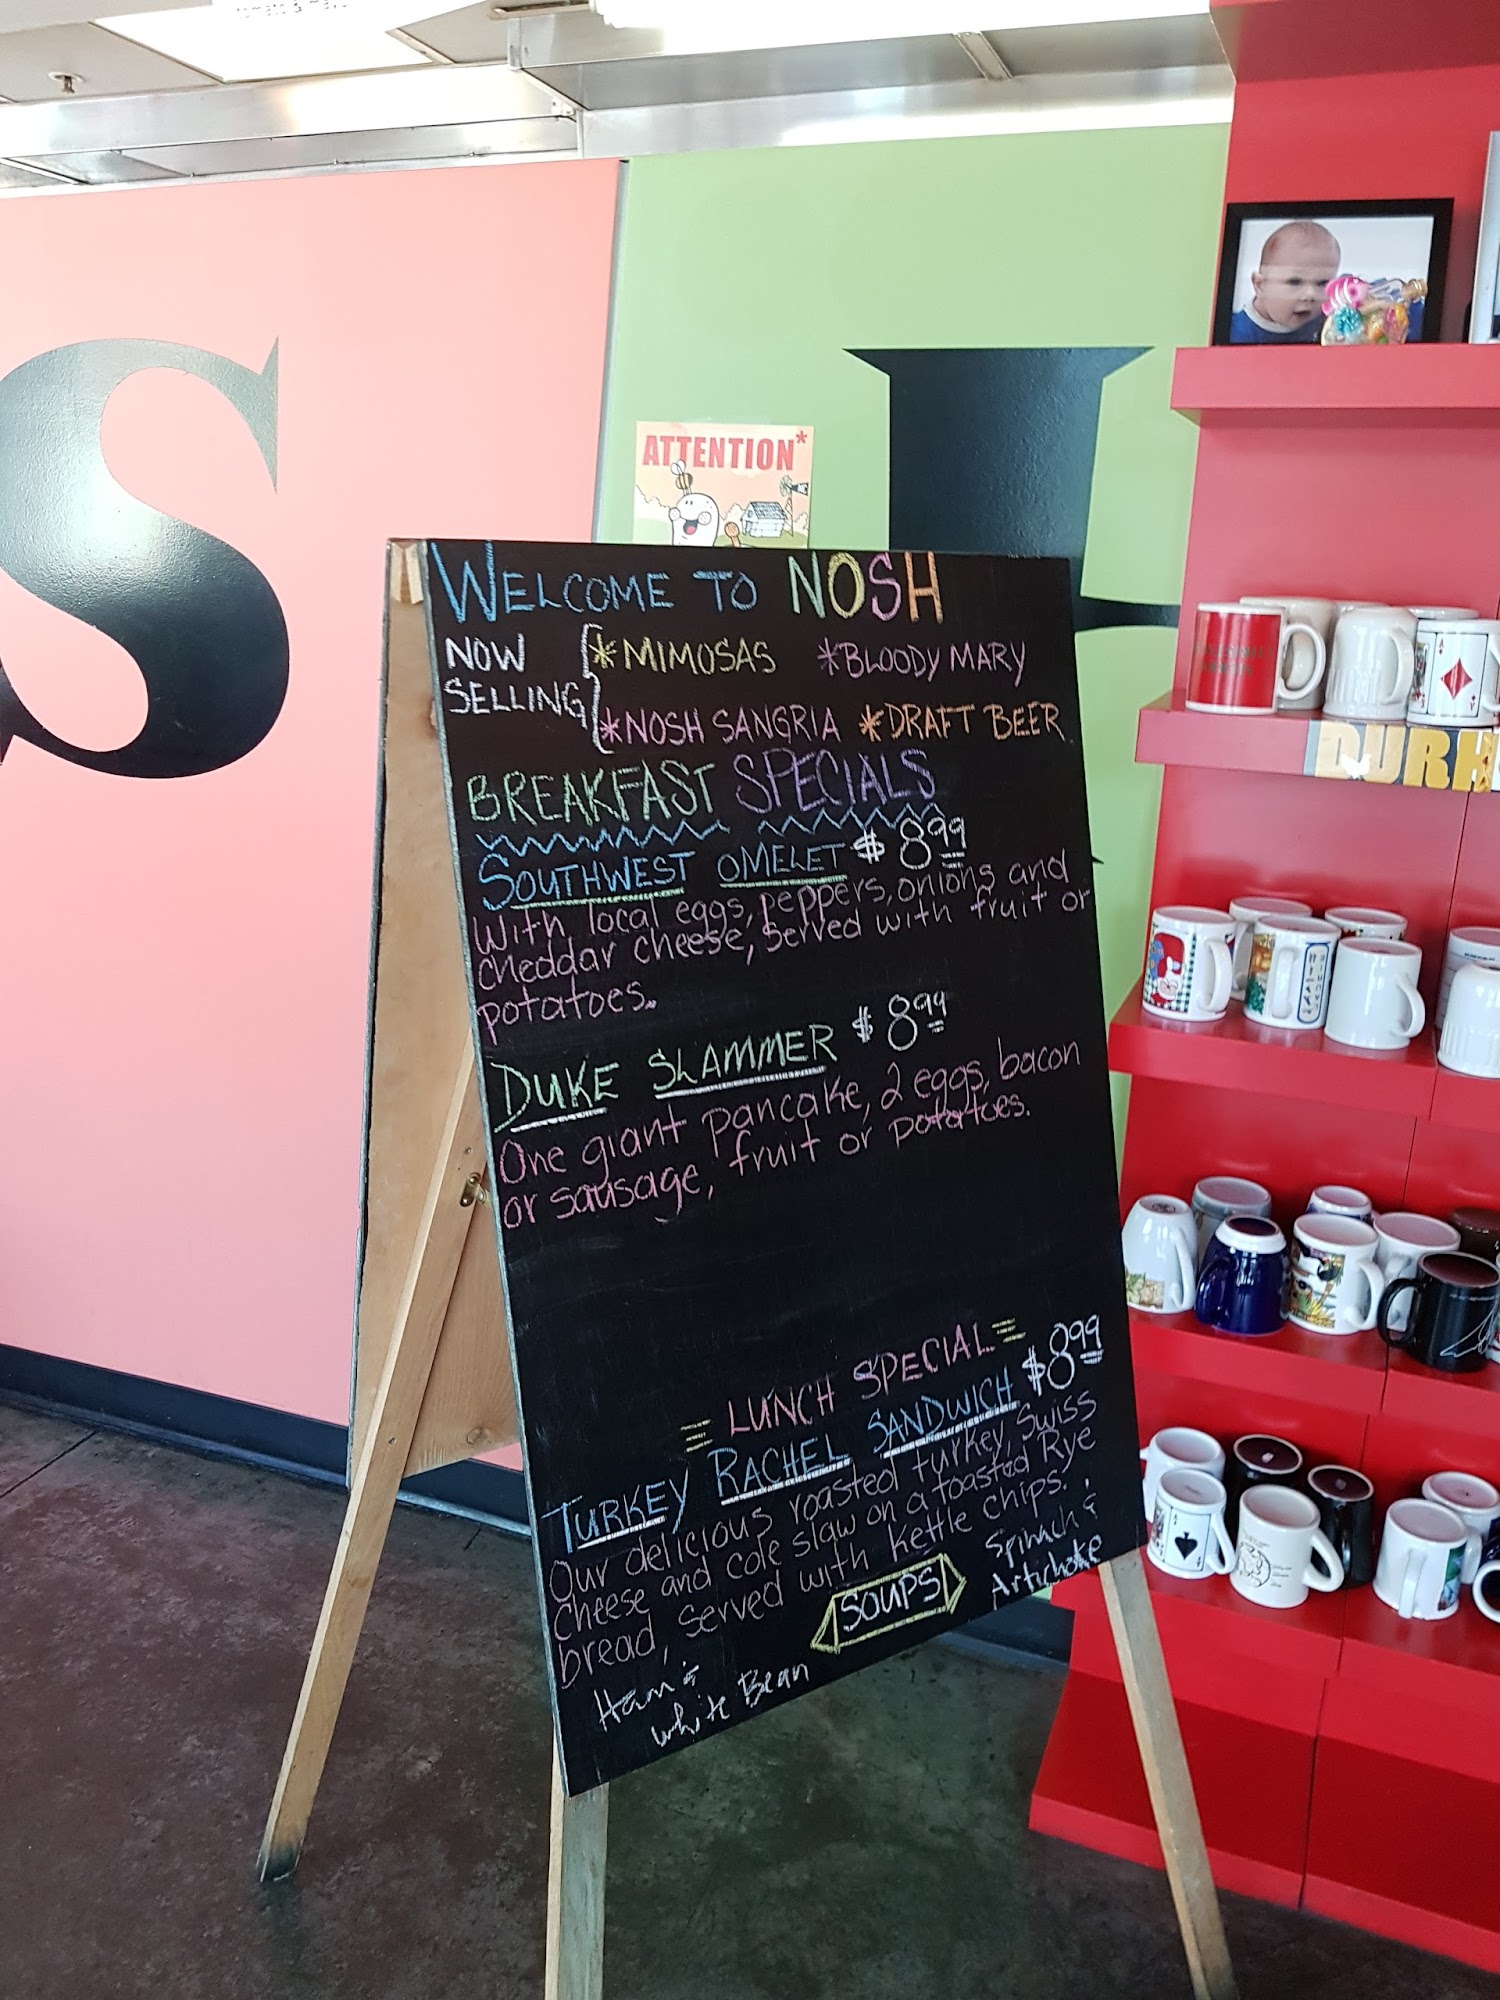 S H
ATTENTION*
WELCOME TO NOSH
NOW SELLING
*MIMOSAS *BLOODY MARY
*NOSH SANGRIA *DRAFT BEER
BREAKFAST SPECIALS
SOUTHWEST OMELET $8.99
With local eggs, peppers, onions and
cheddar cheese, served with fruit or
potatoes.
DUKE SLAMMER $8.99
One giant pancake, 2 eggs, bacon
or sausage, fruit or potatoes.
LUNCH SPECIAL
TURKEY RACHEL SANDWICH $8.99
Our delicious roasted turkey, Swiss
cheese and cole slaw on a toasted Rye
bread, served with kettle chips.
SOUPS
Spinach &
Artichoke
Ham &
White Bean
DURH